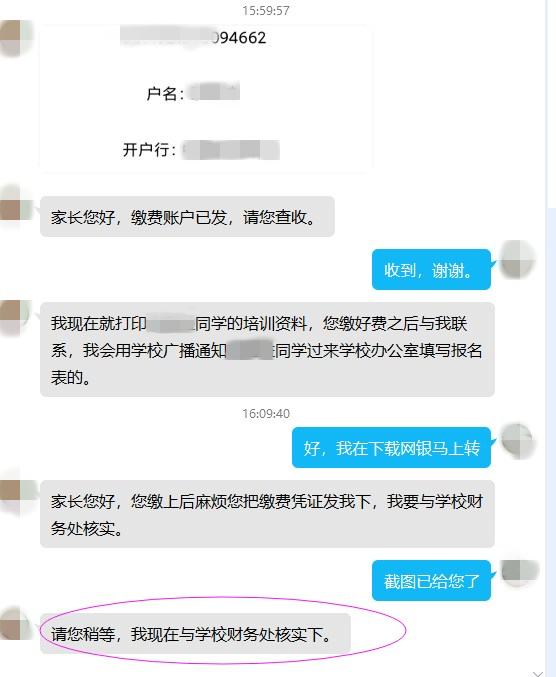 15:59:57
094662
户名：
开户行：
家长您好，缴费账户已发，请您查收。
收到，谢谢。
我现在就打印同学的培训资料，您缴好费之后与我联
系，我会用学校广播通知同学过来学校办公室填写报名
表的。
16:09:40
好，我在下载网银马上转
家长您好，您缴上后麻烦您把缴费凭证发我下，我要与学校财
务处核实。
截图已给您了
请您稍等，我现在与学校财务处核实下。